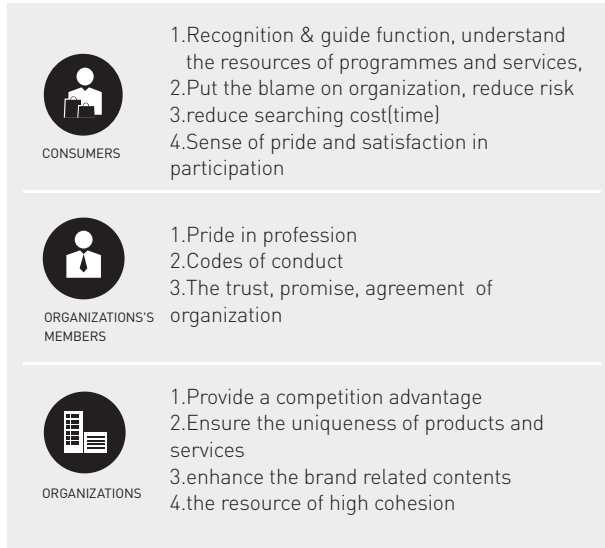 1.Recognition & guide function, understand
the resources of programmes and services,
2.Put the blame on organization, reduce risk
3.reduce searching cost(time)
4.Sense of pride and satisfaction in
participation
CONSUMERS
1.Pride in profession
2.Codes of conduct
3.The trust, promise, agreement of
organization
ORGANIZATIONS'S
MEMBERS
1.Provide a competition advantage
2.Ensure the uniqueness of products and
services
3.enhance the brand related contents
4.the resource of high cohesion
ORGANIZATIONS